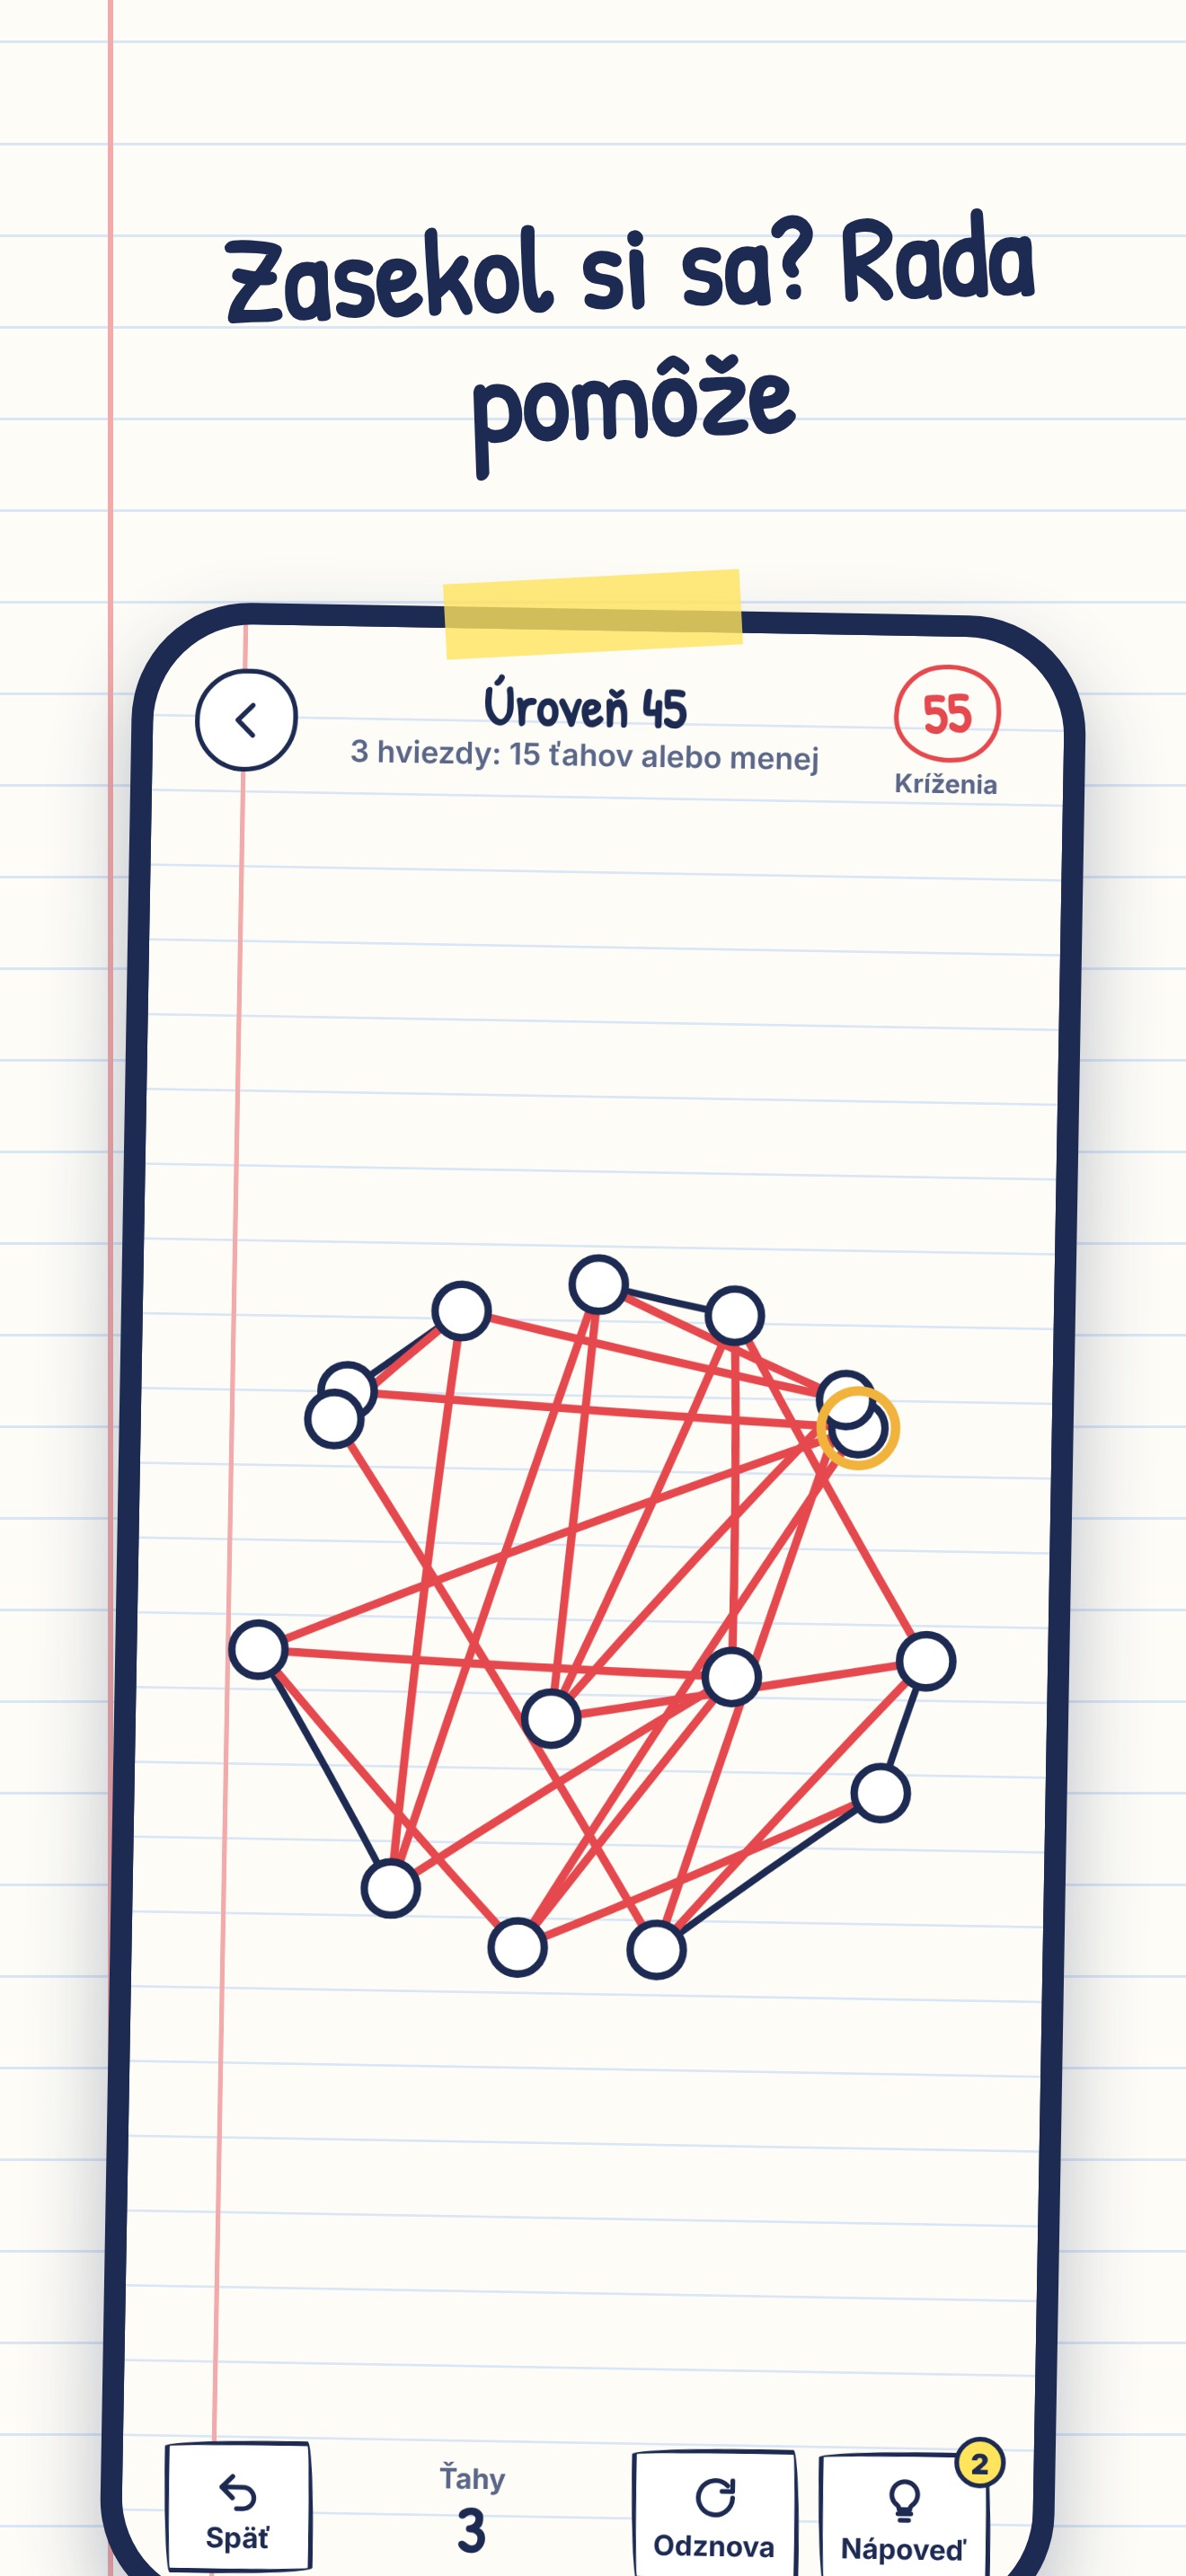 Zasekol si sa? Rada
pomôže
Úroveň 45
3 hviezdy: 15 ťahov alebo menej
55
Kríženia
2
Ťahy
3
Späť
Odznova
Nápoveď